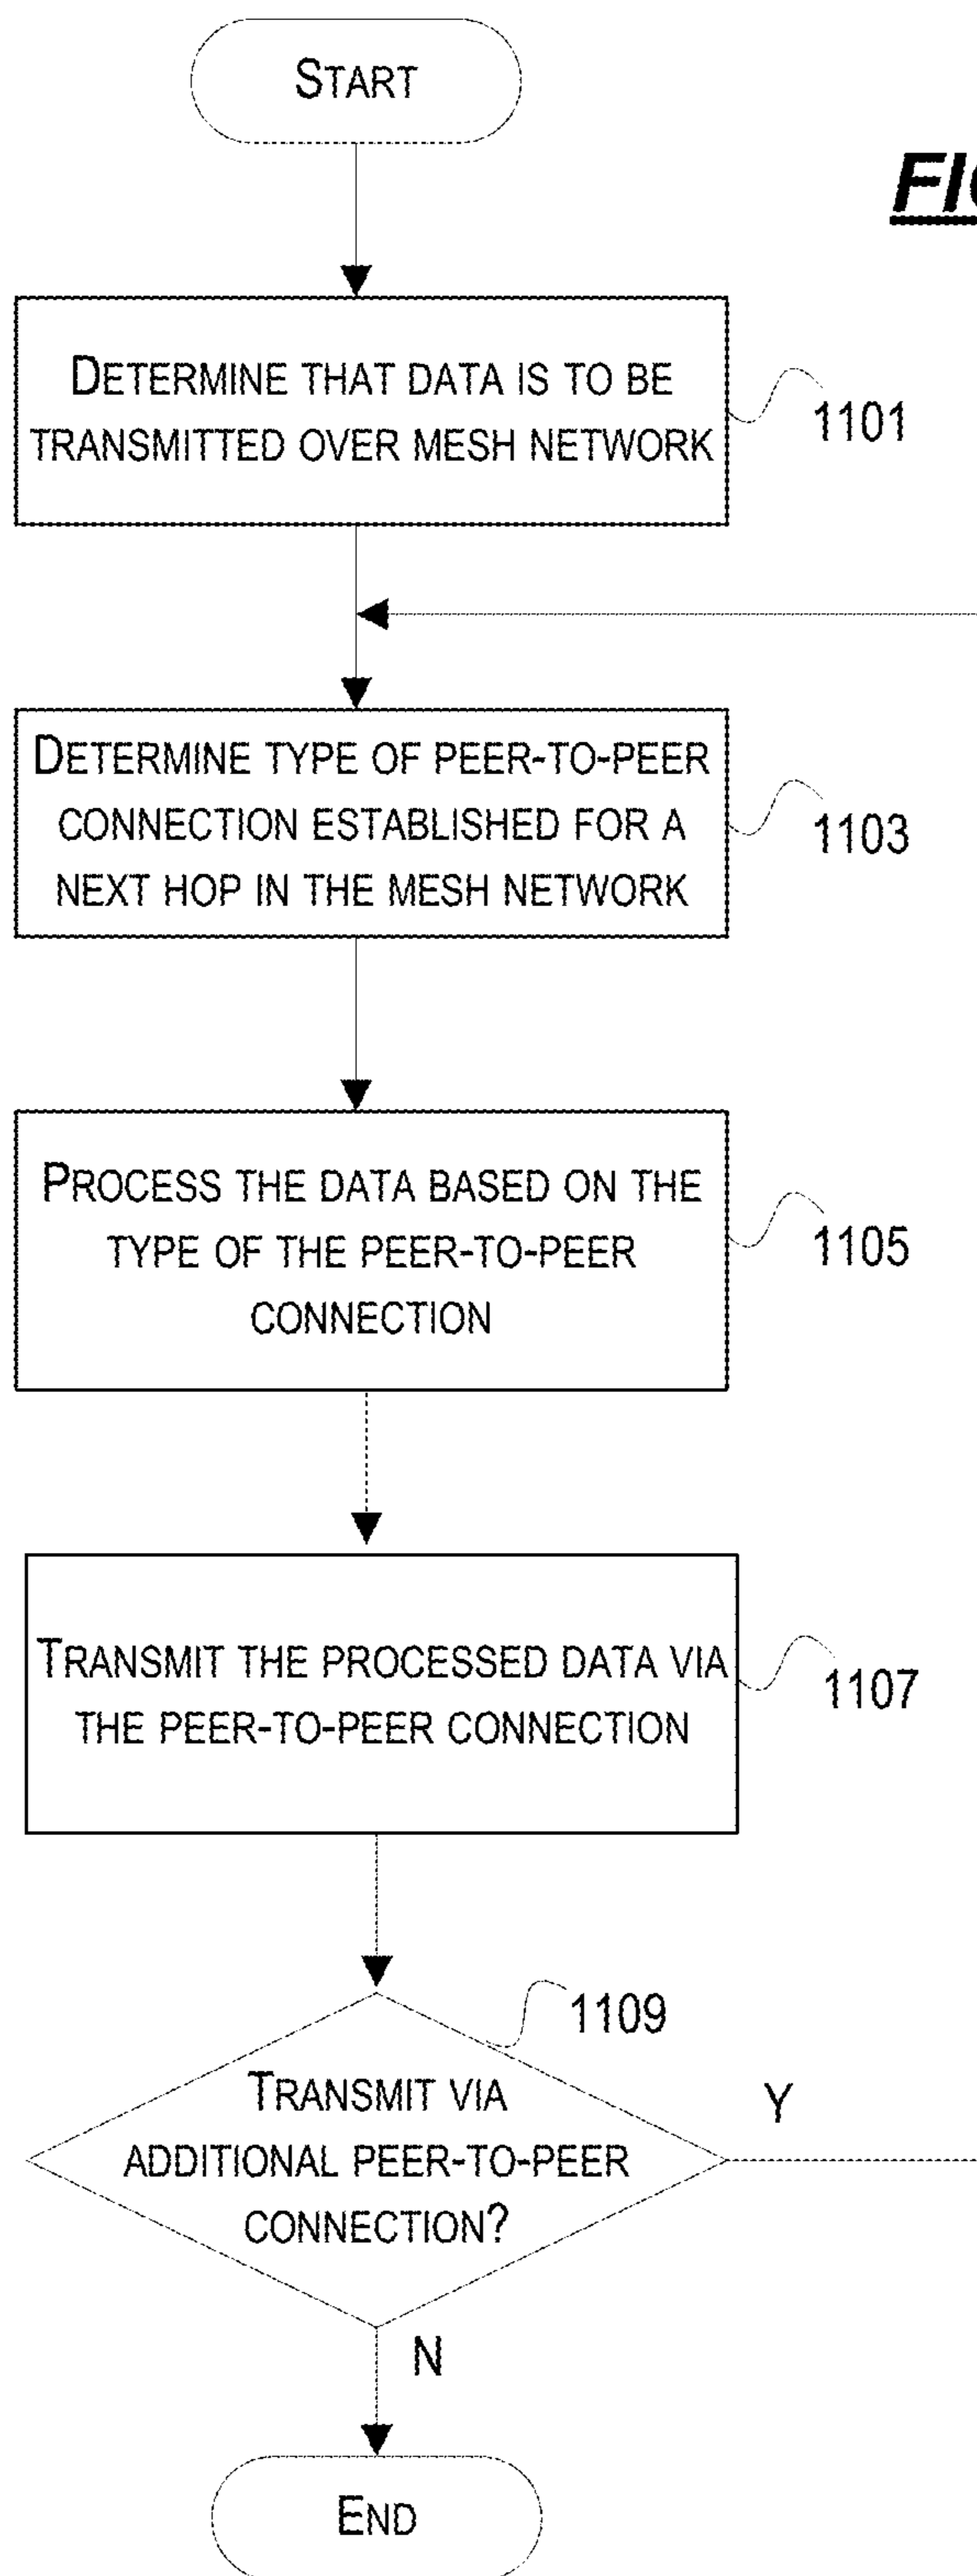 START
FIG
DETERMINE THAT DATA IS TO BE
TRANSMITTED OVER MESH NETWORK
1101
DETERMINE TYPE OF PEER-TO-PEER
CONNECTION ESTABLISHED FOR A
NEXT HOP IN THE MESH NETWORK
1103
PROCESS THE DATA BASED ON THE
TYPE OF THE PEER-TO-PEER
CONNECTION
1105
TRANSMIT THE PROCESSED DATA VIA
THE PEER-TO-PEER CONNECTION
1107
1109
TRANSMIT VIA
ADDITIONAL PEER-TO-PEER
CONNECTION?
Y
N
END